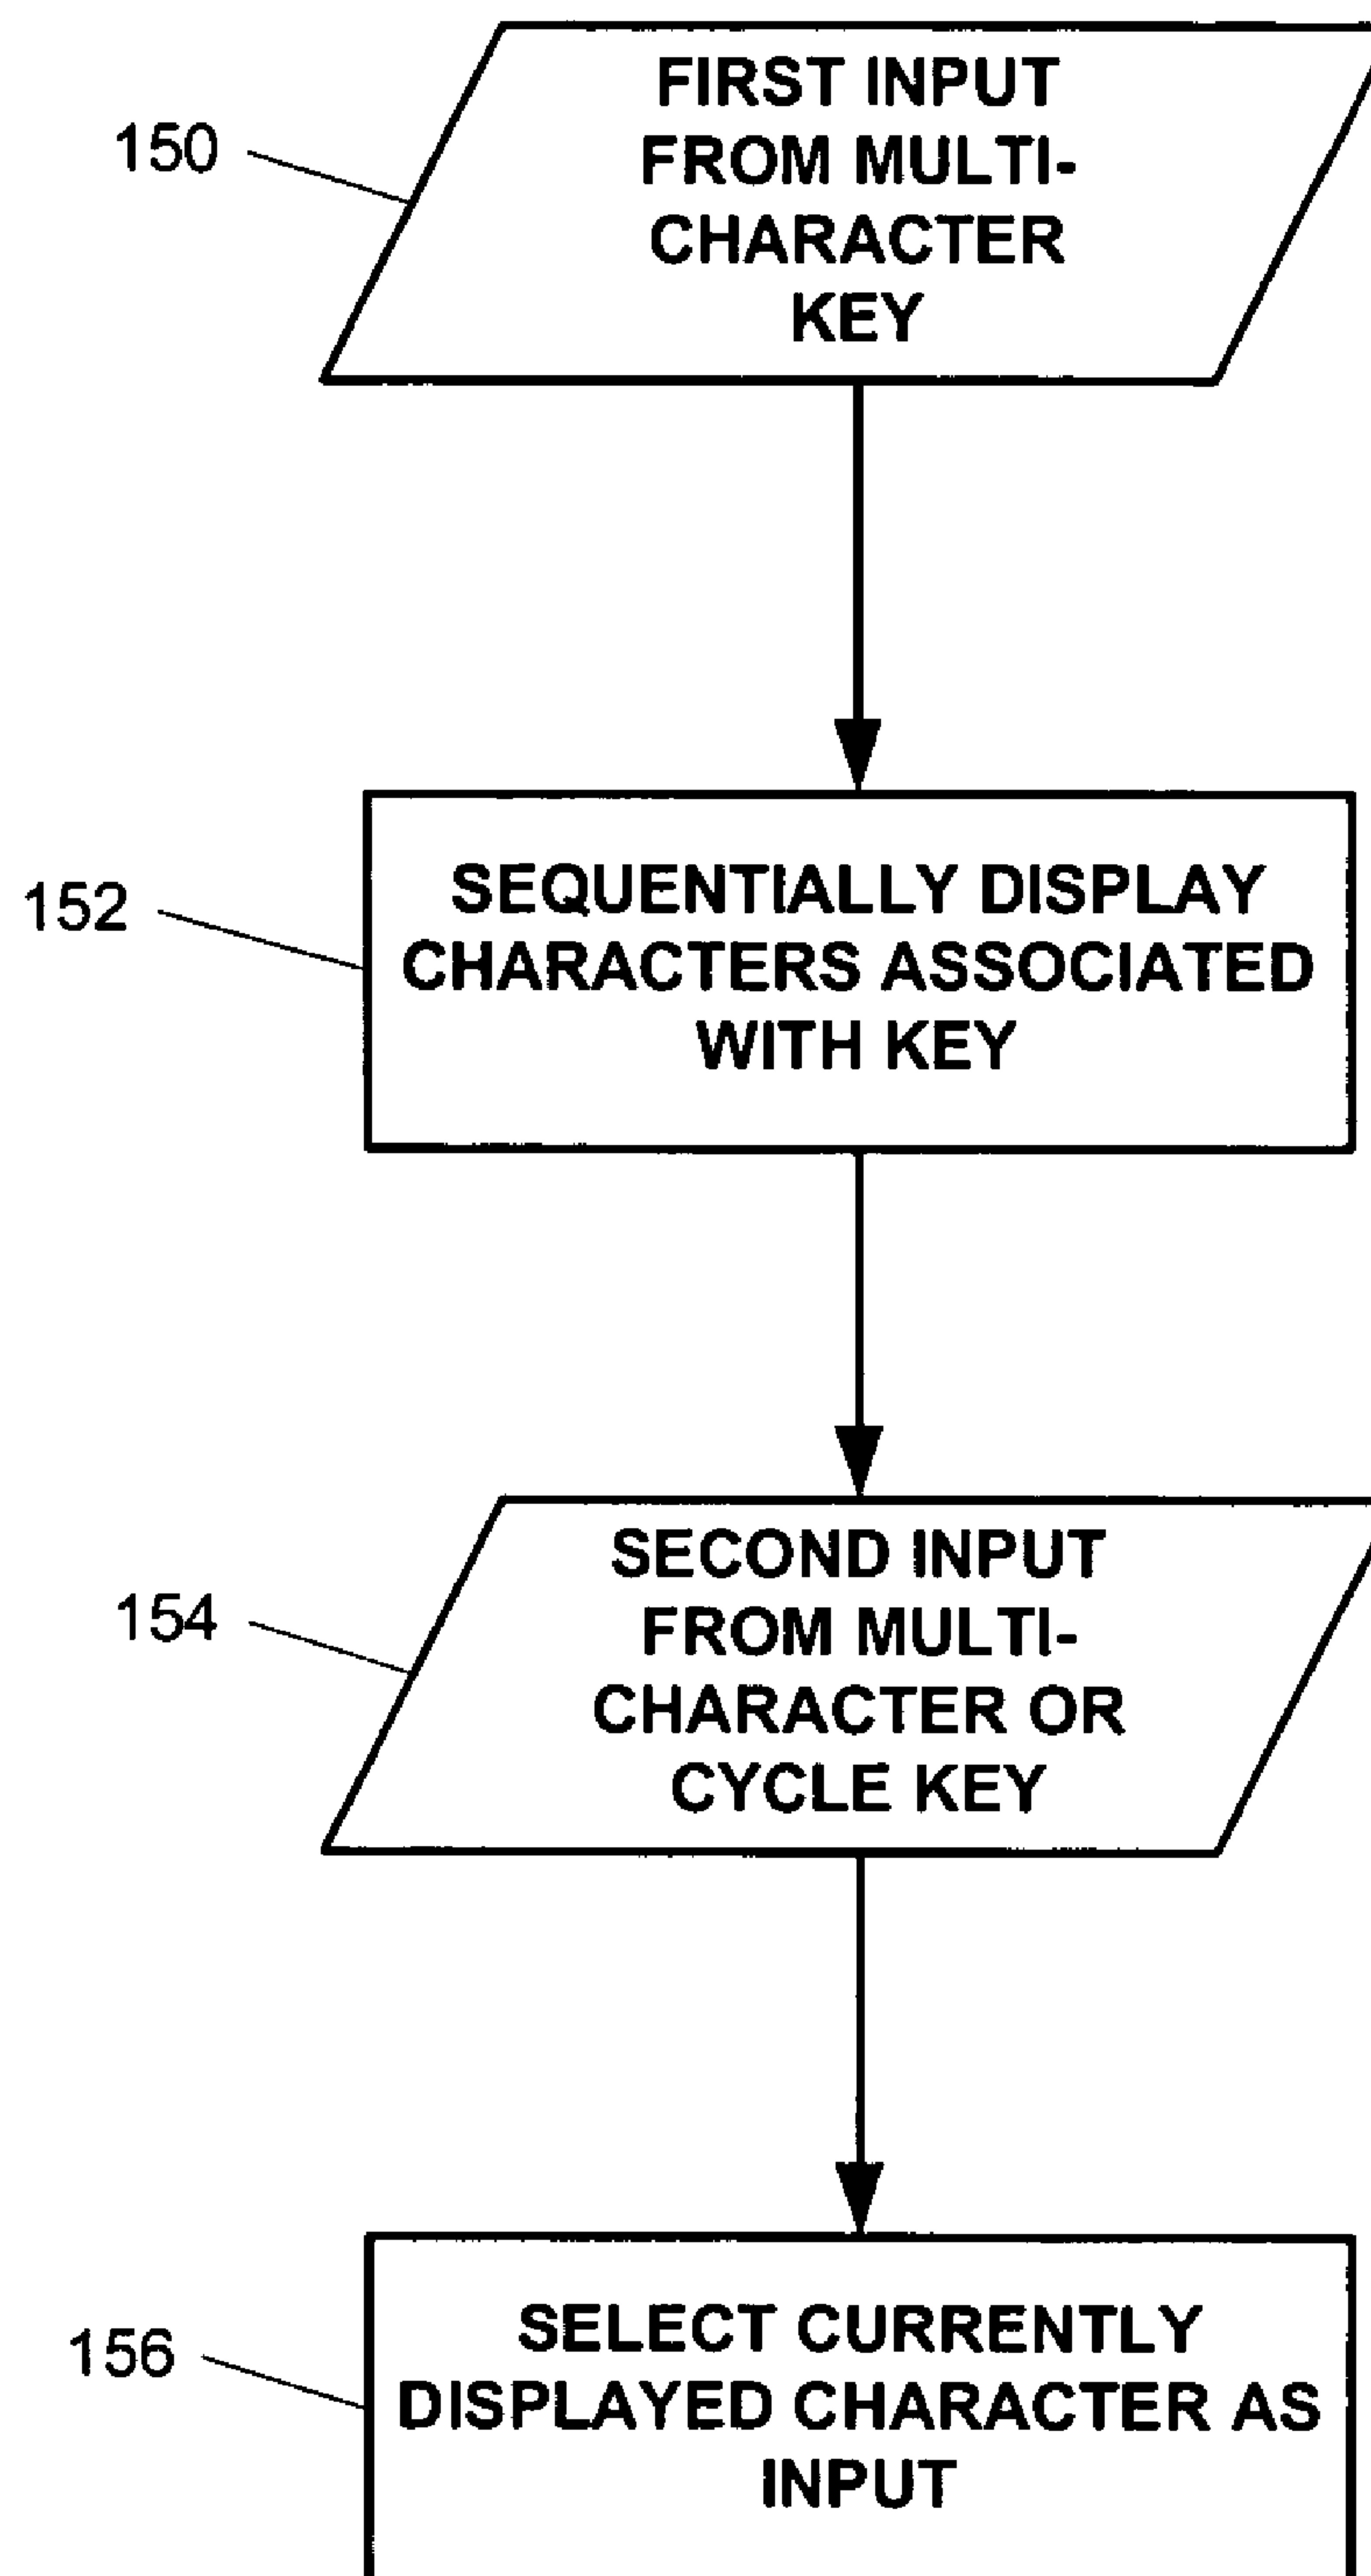 150
FIRST INPUT
FROM MULTI-
CHARACTER
KEY
152
SEQUENTIALLY DISPLAY
CHARACTERS ASSOCIATED
WITH KEY
154
SECOND INPUT
FROM MULTI-
CHARACTER OR
CYCLE KEY
156
SELECT CURRENTLY
DISPLAYED CHARACTER AS
INPUT